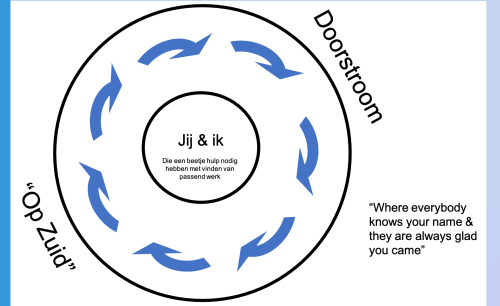 Doorstroom
Jij & ik
Die een beetje hulp nodig
hebben met vinden van
passend werk
“Op Zuid”
“Where everybody
knows your name &
they are always glad
you came”